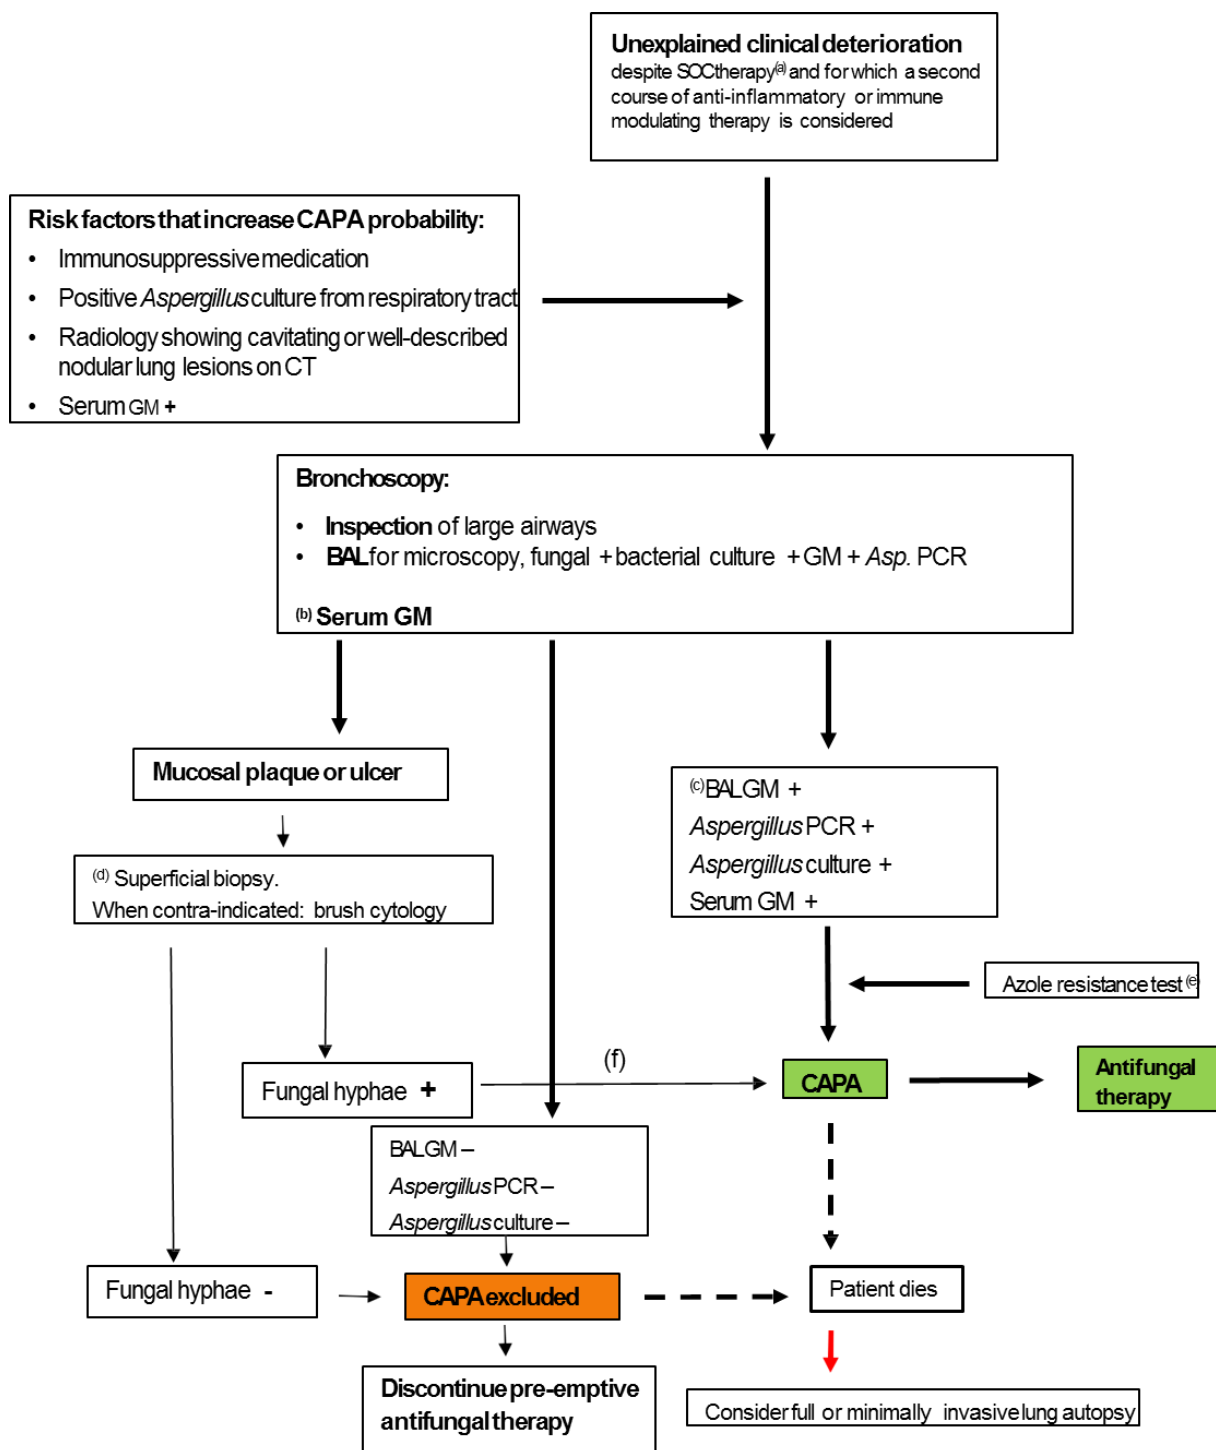 Unexplained clinical deterioration
despite SOC therapy(a) and for which a second
course of anti-inflammatory or immune
modulating therapy is considered
Risk factors that increase CAPA probability:
• Immunosuppressive medication
• Positive Aspergillus culture from respiratory tract
• Radiology showing cavitating or well-described
nodular lung lesions on CT
• Serum GM +
Bronchoscopy:
• Inspection of large airways
• BAL for microscopy, fungal + bacterial culture + GM + Asp. PCR
(b) Serum GM
Mucosal plaque or ulcer
(d) Superficial biopsy.
When contra-indicated: brush cytology
(c) BAL GM +
Aspergillus PCR +
Aspergillus culture +
Serum GM +
Azole resistance test (e)
Fungal hyphae +
(f)
CAPA
Antifungal
therapy
BAL GM –
Aspergillus PCR –
Aspergillus culture –
Fungal hyphae -
CAPA excluded
Patient dies
Discontinue pre-emptive
antifungal therapy
Consider full or minimally invasive lung autopsy